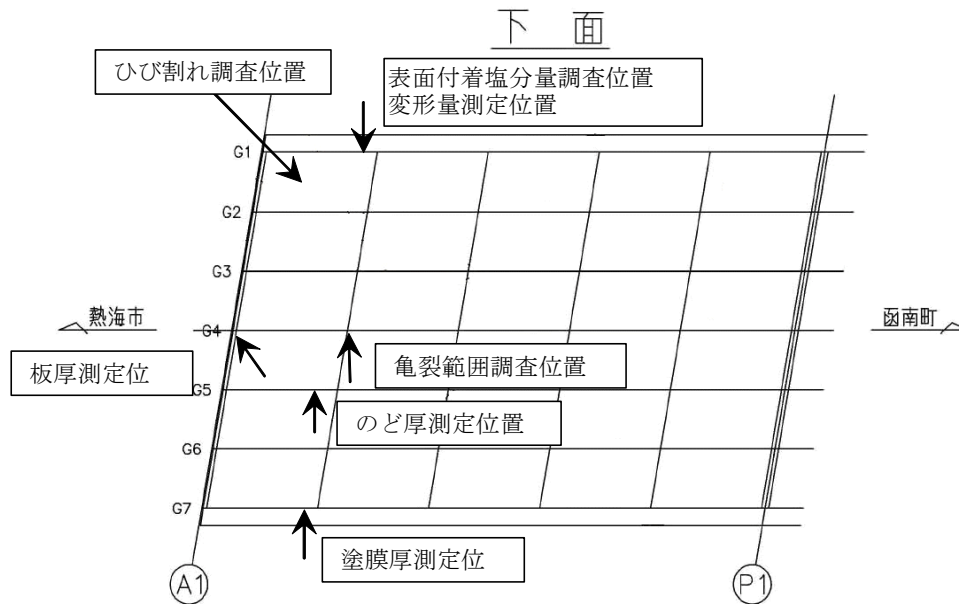 下 面
ひび割れ調査位置
表面付着塩分量調査位置
変形量測定位置
G1
G2
G3
熱海市
G4
函南町
板厚測定位
亀裂範囲調査位置
G5
のど厚測定位置
G6
G7
塗膜厚測定位
A1
P1